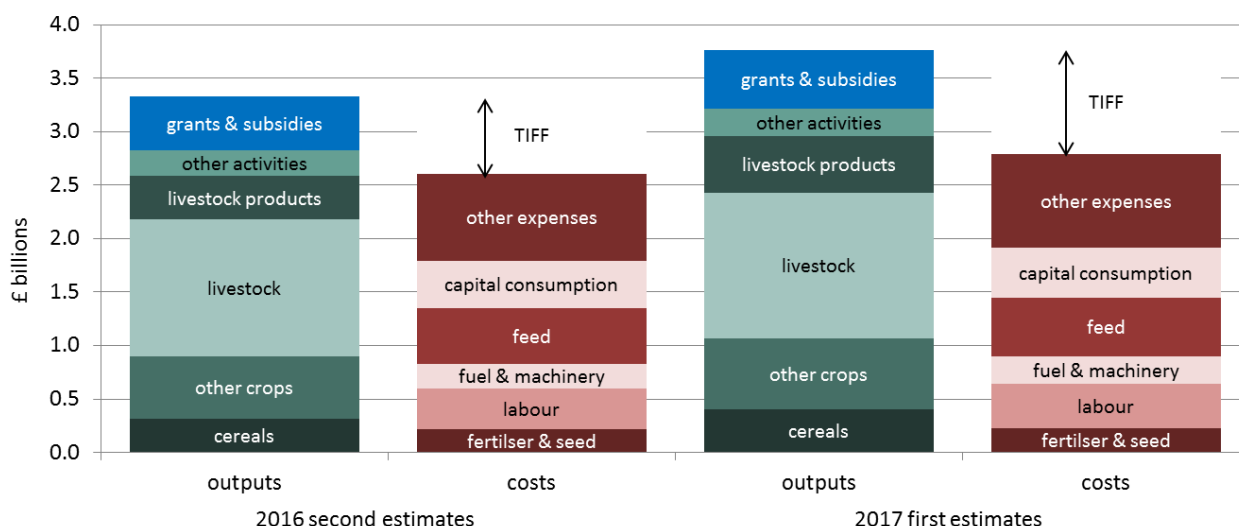 4.0
3.5
3.0
2.5
2.0
1.5
1.0
0.5
0.0
£ billions
grants & subsidies
other activities
livestock products
livestock
other crops
cereals
TIFF
other expenses
capital consumption
feed
fuel & machinery
labour
fertilser & seed
grants & subsidies
other activities
livestock products
livestock
other crops
cereals
TIFF
other expenses
capital consumption
feed
fuel & machinery
labour
fertilser & seed
outputs
costs
outputs
costs
2016 second estimates
2017 first estimates